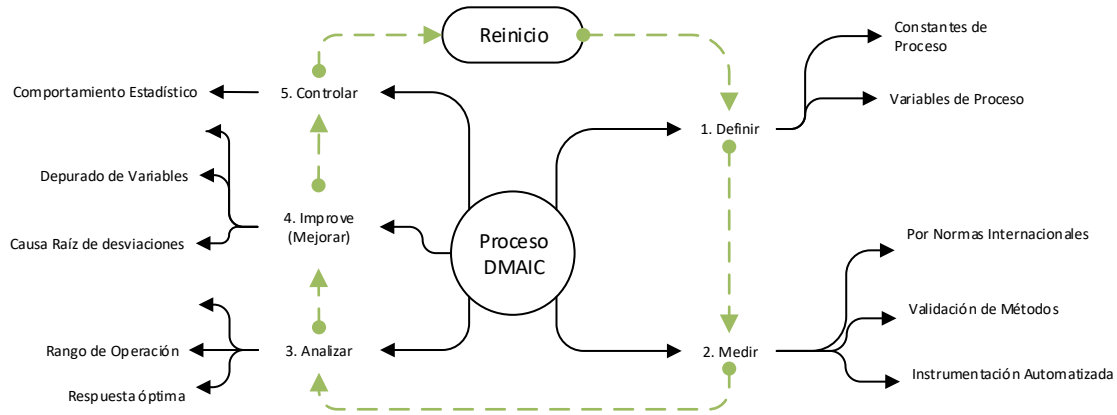 Reinicio
Constantes de
Proceso
Variables de Proceso
1. Definir
Comportamiento Estadístico
5. Controlar
Depurado de Variables
4. Improve
(Mejorar)
Causa Raíz de desviaciones
Proceso
DMAIC
Por Normas Internacionales
Validación de Métodos
2. Medir
Instrumentación Automatizada
3. Analizar
Rango de Operación
Respuesta óptima